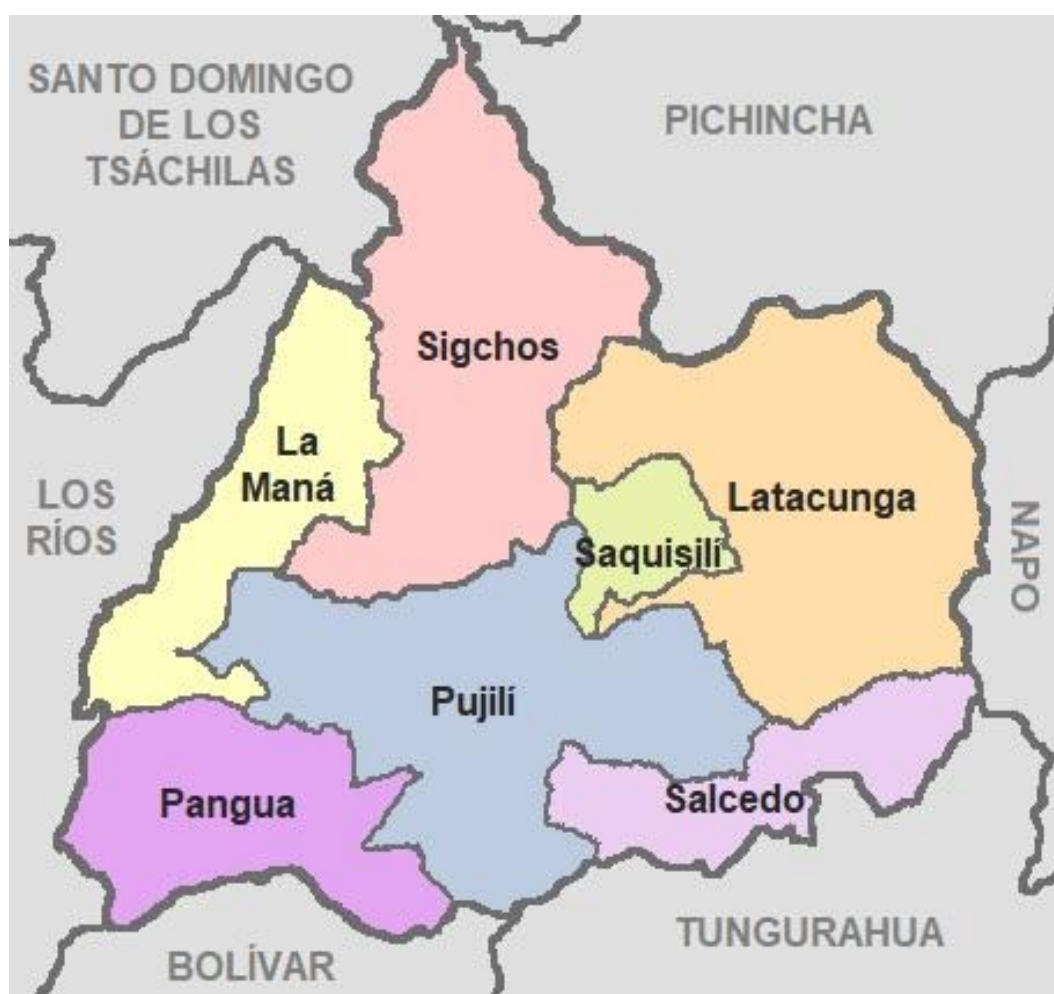 SANTO DOMINGO
DE LOS
TSÁCHILAS
PICHINCHA
Sigchos
La
Maná
LOS
RÍOS
Latacunga
NAPO
Saquisilí
Pujilí
Pangua
Salcedo
TUNGURAHUA
BOLÍVAR